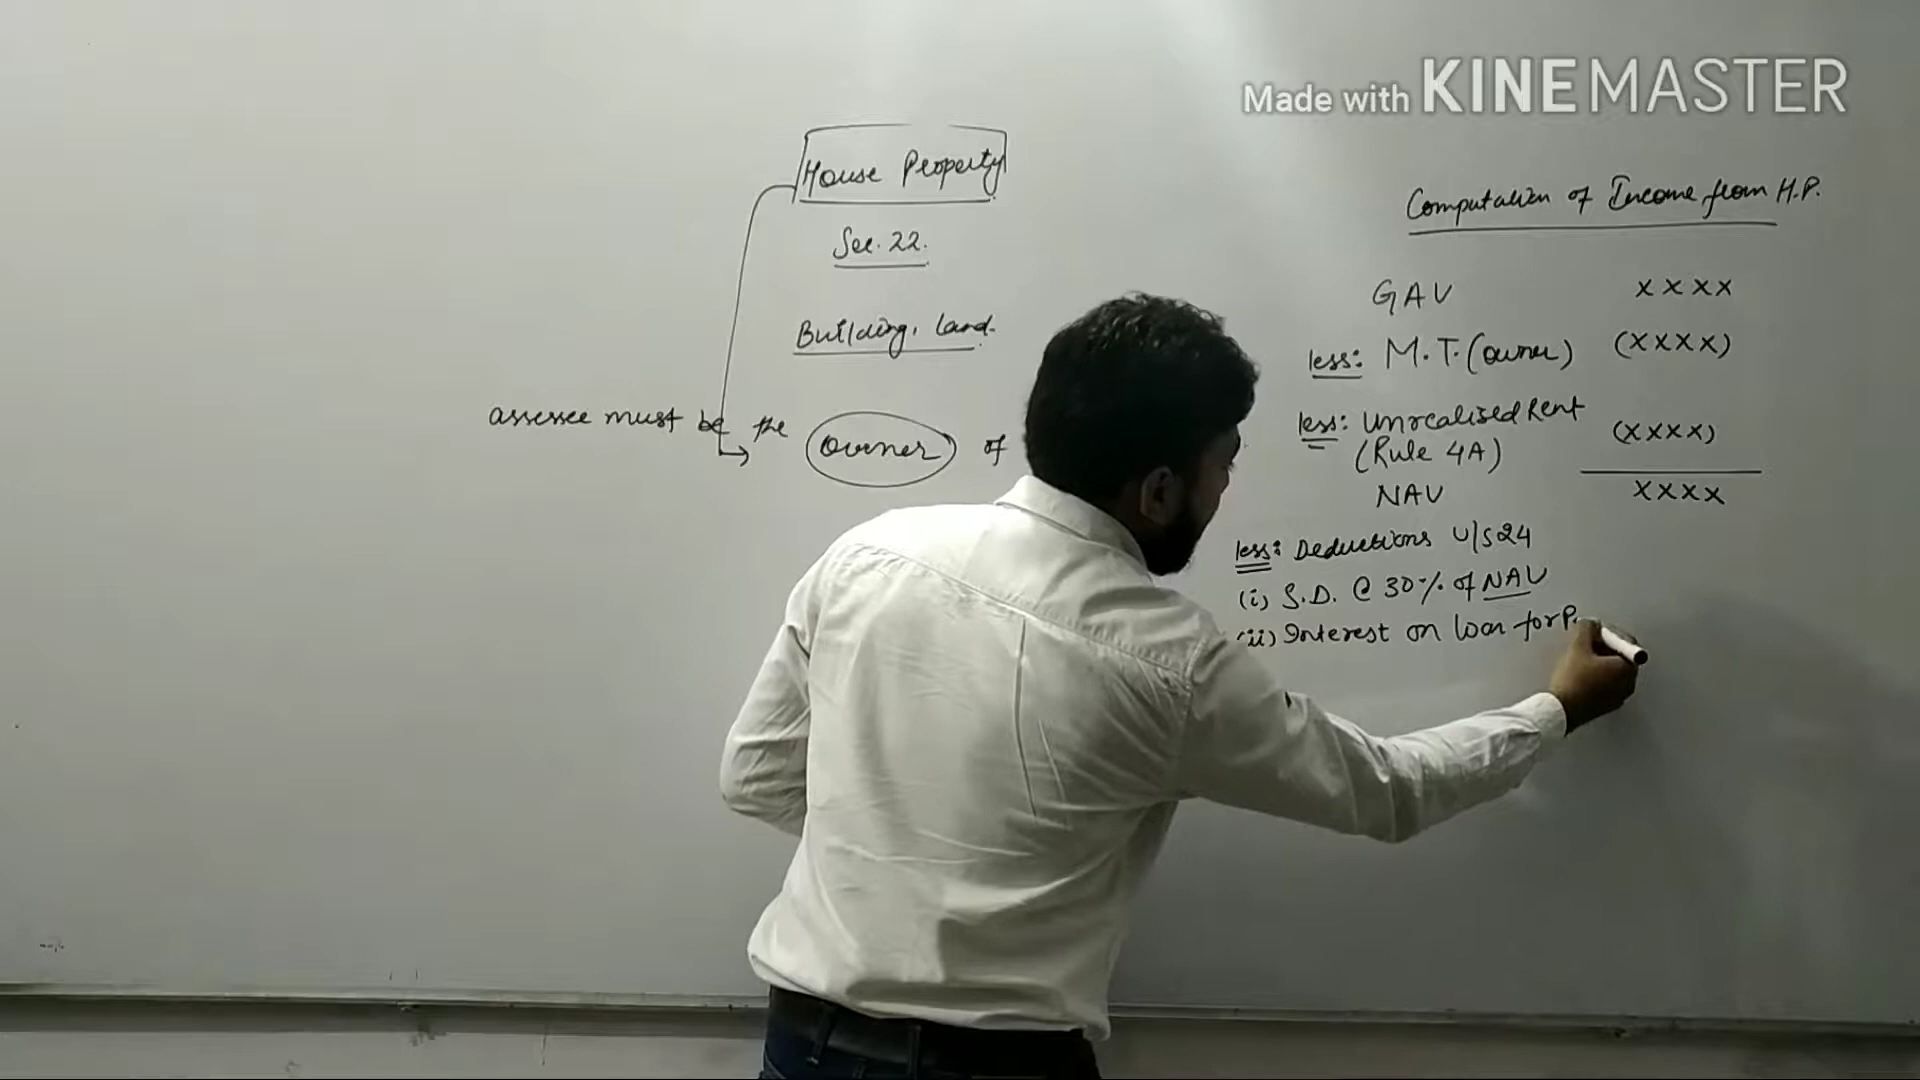 Made with KINEMASTER
House Property
Sec. 22.
Building, Land.
assessee must be the owner of
Computation of Income from H.P.
GAV XXXX
less: M.T. (owner) (XXXX)
less: Unrealised Rent
(Rule 4A) (XXXX)
NAV XXXX
less: Deductions U/S 24
(i) S.D. @ 30% of NAV
(ii) Interest on loan for